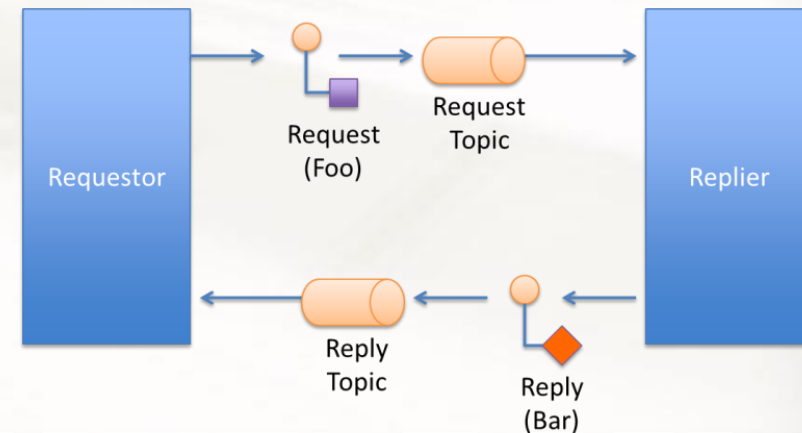 Requestor
Request
(Foo)
Request
Topic
Replier
Reply
Topic
Reply
(Bar)